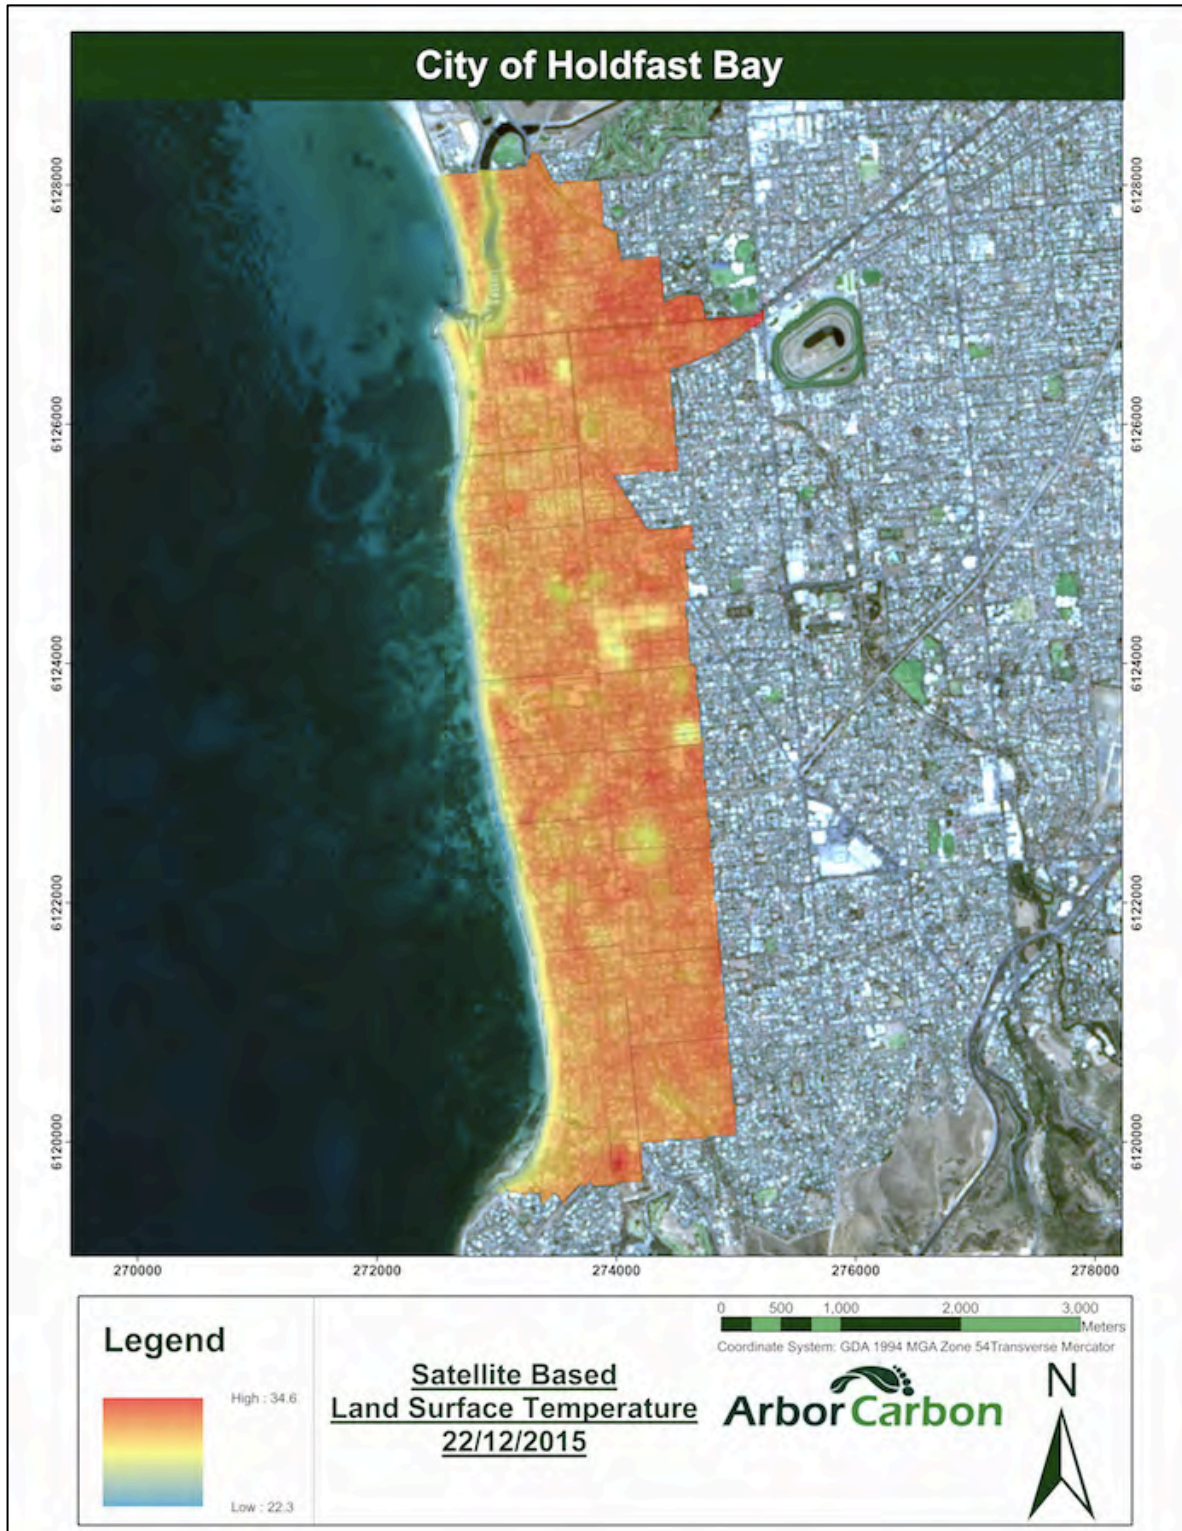 City of Holdfast Bay
6128000
6128000
6126000
6126000
6124000
6124000
6122000
6122000
6120000
6120000
270000
272000
274000
276000
278000
Legend
High : 34.6
Low : 22.3
Satellite Based
Land Surface Temperature
22/12/2015
0 500 1,000 2,000 3,000
Meters
Coordinate System: GDA 1994 MGA Zone 54Transverse Mercator
ArborCarbon
N